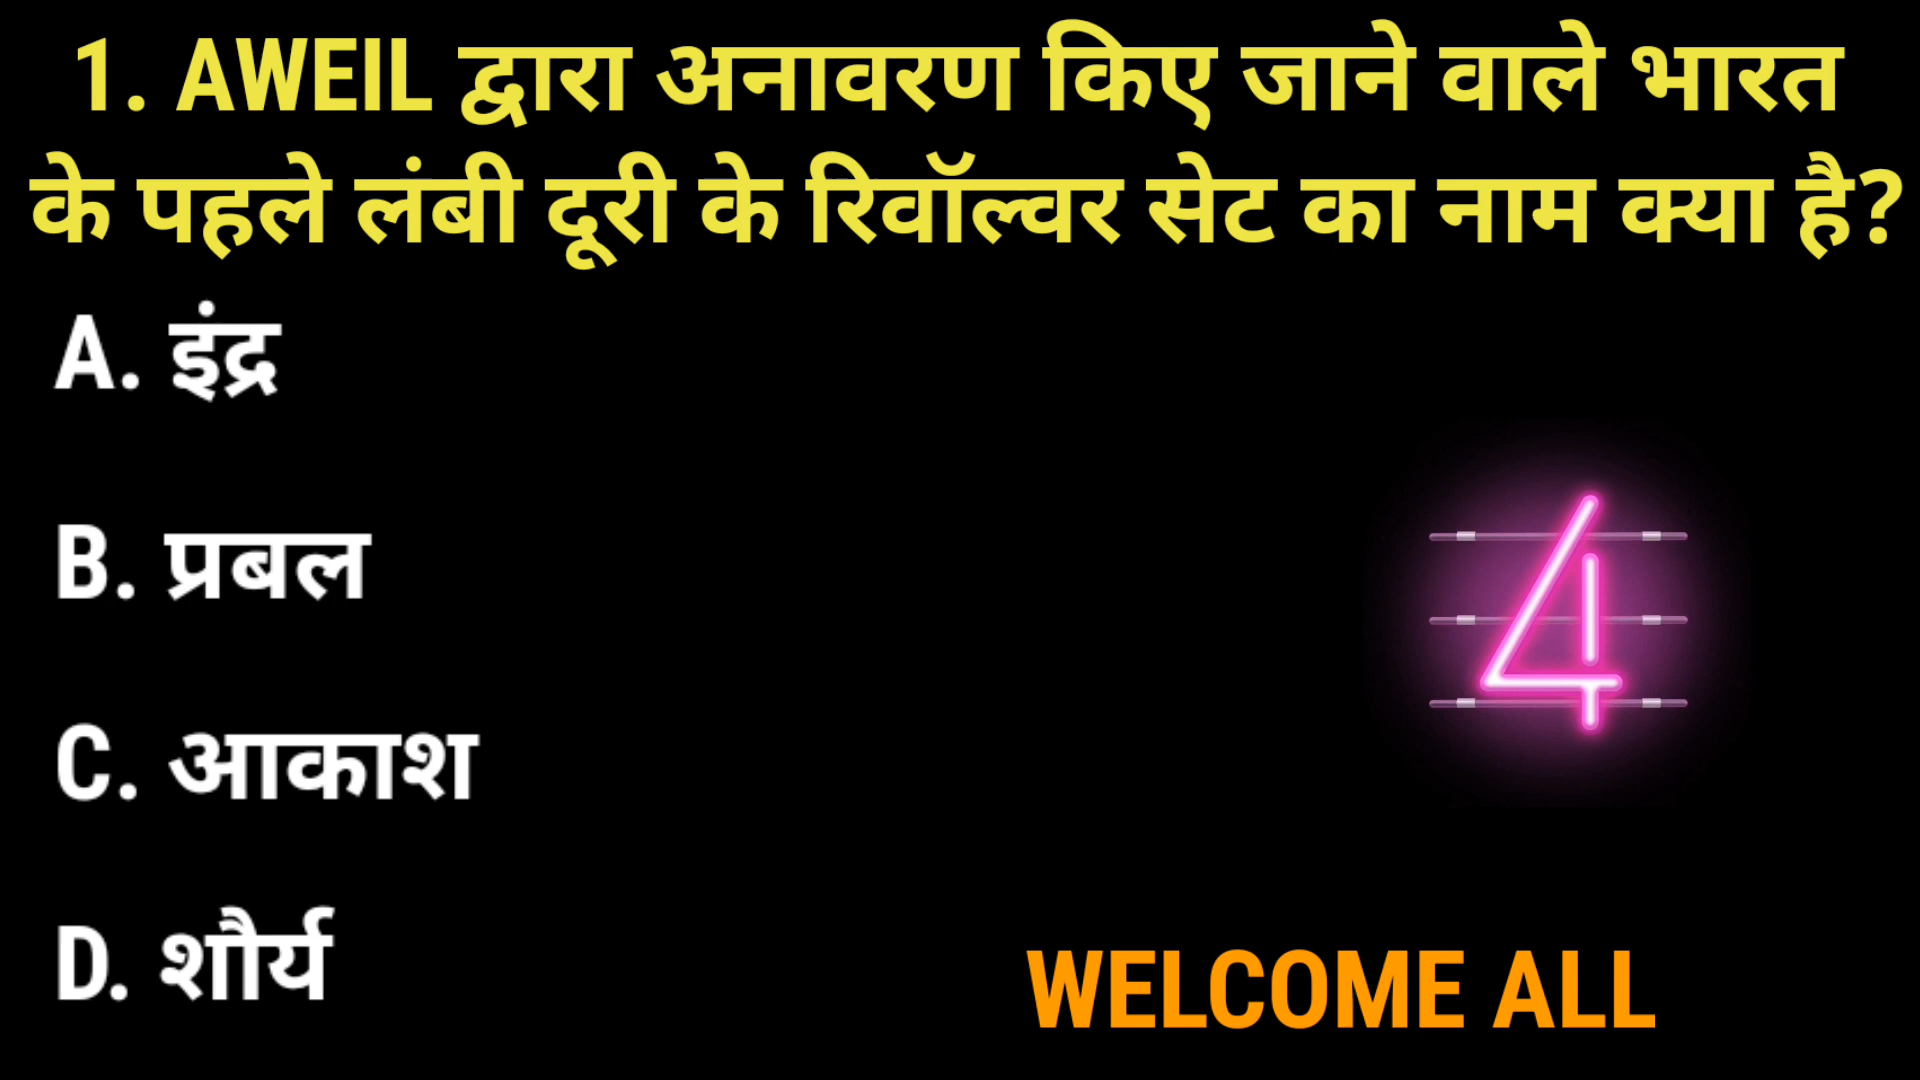 1. AWEIL द्वारा अनावरण किए जाने वाले भारत
के पहले लंबी दूरी के रिवॉल्वर सेट का नाम क्या है?
A. इंद्र
B. प्रबल
C. आकाश
D. शौर्य
4
WELCOME ALL